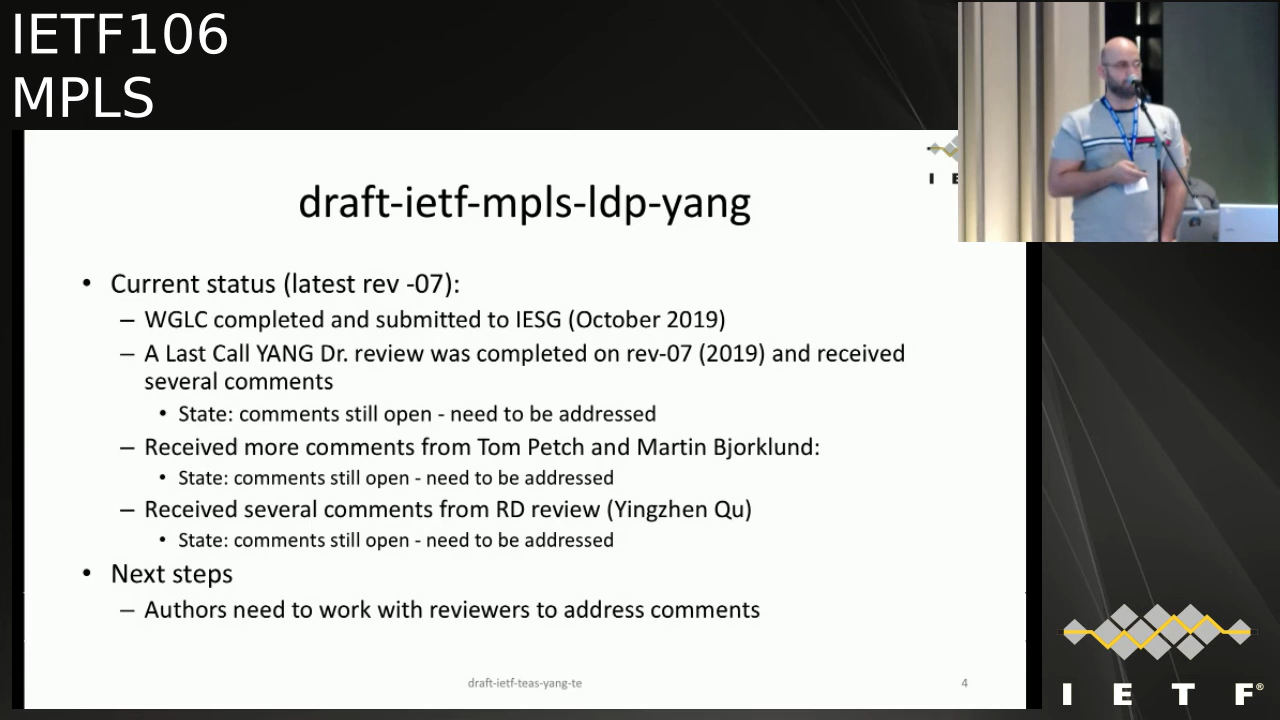 IETF106
MPLS
I E
draft-ietf-mpls-ldp-yang
• Current status (latest rev -07):
– WGLC completed and submitted to IESG (October 2019)
– A Last Call YANG Dr. review was completed on rev-07 (2019) and received
several comments
• State: comments still open - need to be addressed
– Received more comments from Tom Petch and Martin Bjorklund:
• State: comments still open - need to be addressed
– Received several comments from RD review (Yingzhen Qu)
• State: comments still open - need to be addressed
• Next steps
– Authors need to work with reviewers to address comments
draft-ietf-teas-yang-te
4
I E T F®